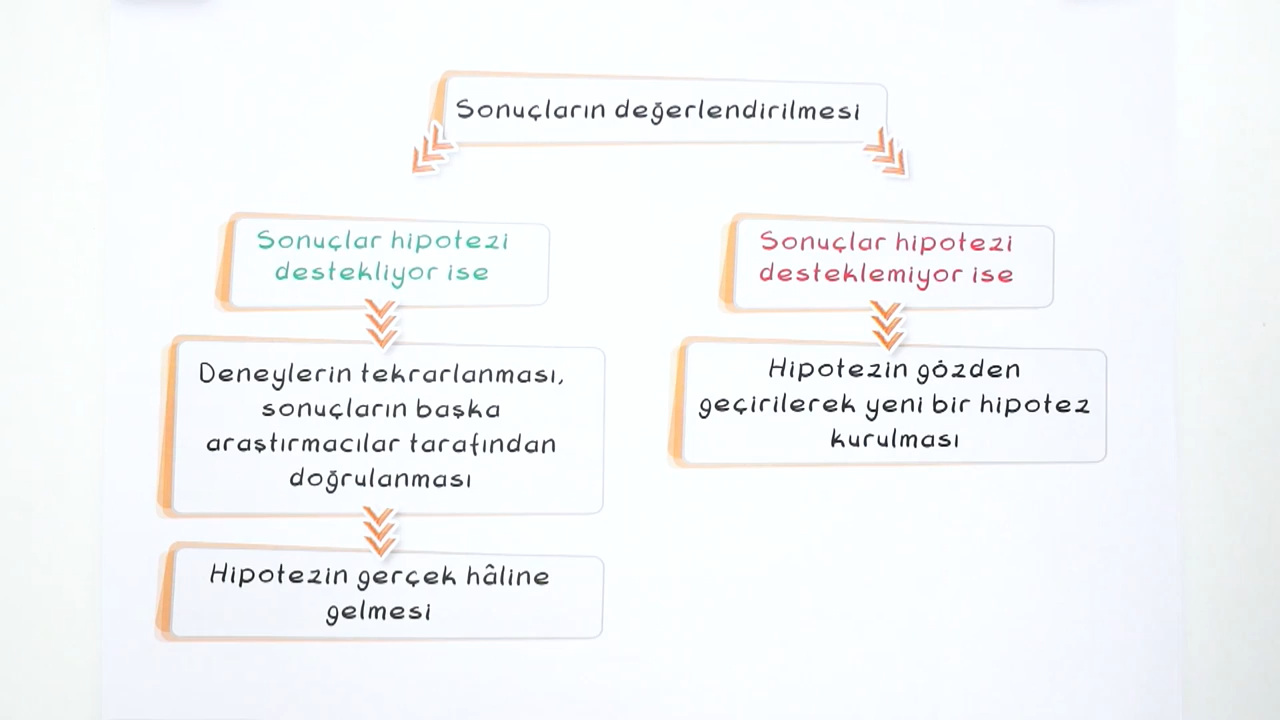 Sonuçların değerlendirilmesi
Sonuçlar hipotezi
destekliyor ise
Sonuçlar hipotezi
desteklemiyor ise
Deneylerin tekrarlanması,
sonuçların başka
araştırmacılar tarafından
doğrulanması
Hipotezin gözden
geçirilerek yeni bir hipotez
kurulması
Hipotezin gerçek hâline
gelmesi